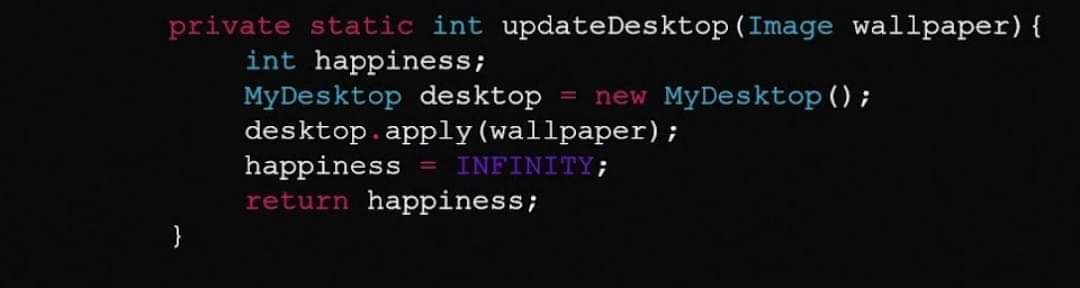 private static int updateDesktop(Image wallpaper){
int happiness;
MyDesktop desktop = new MyDesktop();
desktop.apply(wallpaper);
happiness = INFINITY;
return happiness;
}